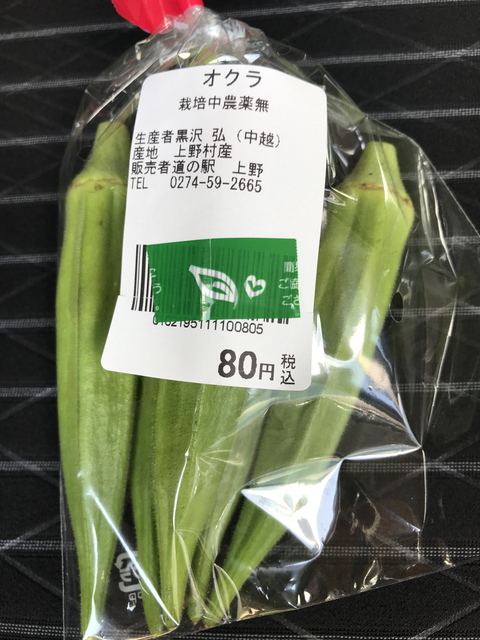 オクラ
栽培中農薬無
生産者黒沢 弘 (中越)
産地 上野村産
販売者道の駅 上野
TEL 0274-59-2665
0102195111100805
80円 税込